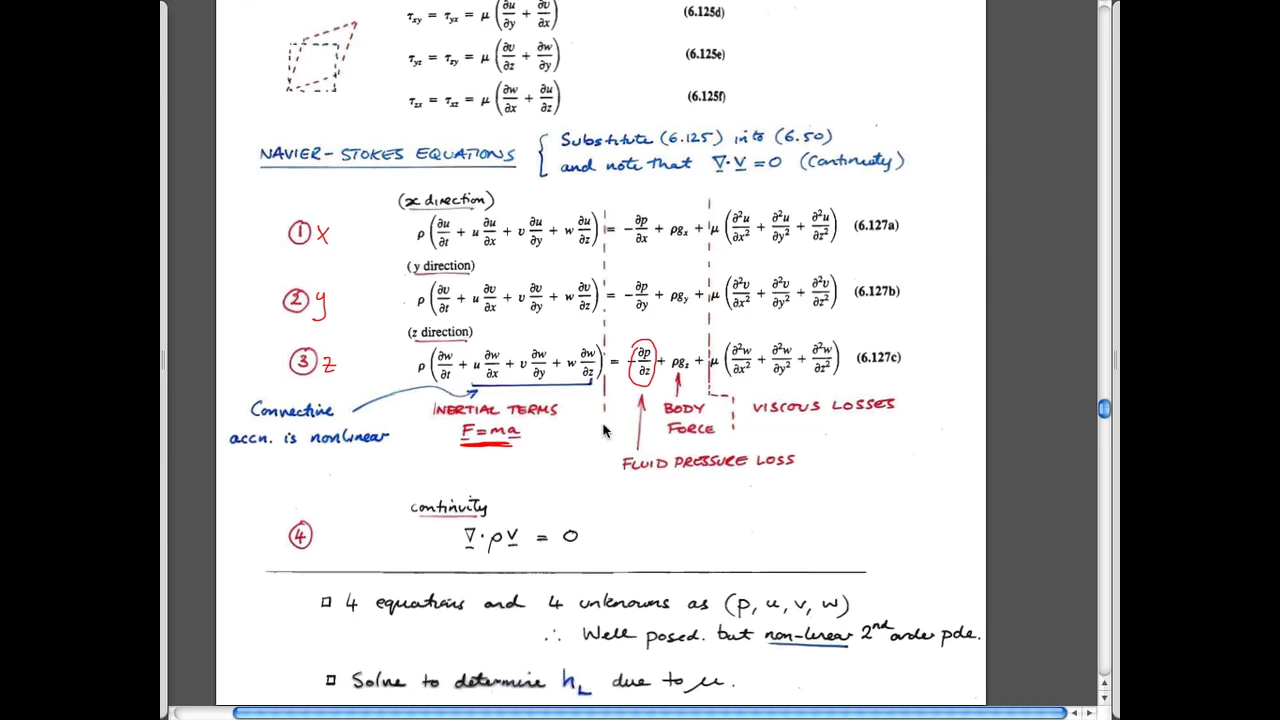 τxy = τyx = μ (∂u/∂y + ∂v/∂x) (6.125d)
τyz = τzy = μ (∂v/∂z + ∂w/∂y) (6.125e)
τzx = τxz = μ (∂w/∂x + ∂u/∂z) (6.125f)
NAVIER-STOKES EQUATIONS { Substitute (6.125) into (6.50)
and note that ∇·V = 0 (Continuity)
(x direction)
① x ρ (∂u/∂t + u ∂u/∂x + v ∂u/∂y + w ∂u/∂z) = −∂p/∂x + ρgx + μ (∂²u/∂x² + ∂²u/∂y² + ∂²u/∂z²) (6.127a)
(y direction)
② y ρ (∂v/∂t + u ∂v/∂x + v ∂v/∂y + w ∂v/∂z) = −∂p/∂y + ρgy + μ (∂²v/∂x² + ∂²v/∂y² + ∂²v/∂z²) (6.127b)
(z direction)
③ z ρ (∂w/∂t + u ∂w/∂x + v ∂w/∂y + w ∂w/∂z) = −∂p/∂z + ρgz + μ (∂²w/∂x² + ∂²w/∂y² + ∂²w/∂z²) (6.127c)
Convective
accn. is nonlinear
INERTIAL TERMS
F = ma
BODY
FORCE
VISCOUS LOSSES
FLUID PRESSURE LOSS
continuity
④ ∇·ρV = 0
□ 4 equations and 4 unknowns as (p, u, v, w)
∴ Well posed. but non-linear 2nd order pde.
□ Solve to determine hL due to μ.